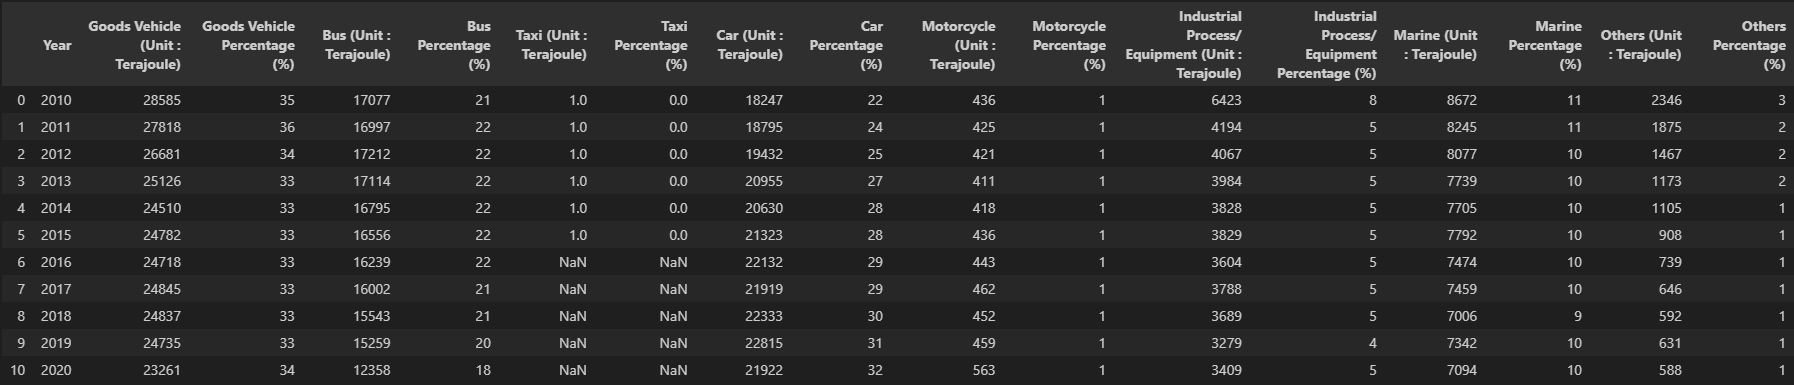 Year Goods Vehicle (Unit : Terajoule) Goods Vehicle Percentage (%) Bus (Unit : Terajoule) Bus Percentage (%) Taxi (Unit : Terajoule) Taxi Percentage (%) Car (Unit : Terajoule) Car Percentage (%) Motorcycle (Unit : Terajoule) Motorcycle Percentage (%) Industrial Process/ Equipment (Unit : Terajoule) Industrial Process/ Equipment Percentage (%) Marine (Unit : Terajoule) Marine Percentage (%) Others (Unit : Terajoule) Others Percentage (%)
0 2010 28585 35 17077 21 1.0 0.0 18247 22 436 1 6423 8 8672 11 2346 3
1 2011 27818 36 16997 22 1.0 0.0 18795 24 425 1 4194 5 8245 11 1875 2
2 2012 26681 34 17212 22 1.0 0.0 19432 25 421 1 4067 5 8077 10 1467 2
3 2013 25126 33 17114 22 1.0 0.0 20955 27 411 1 3984 5 7739 10 1173 2
4 2014 24510 33 16795 22 1.0 0.0 20630 28 418 1 3828 5 7705 10 1105 1
5 2015 24782 33 16556 22 1.0 0.0 21323 28 436 1 3829 5 7792 10 908 1
6 2016 24718 33 16239 22 NaN NaN 22132 29 443 1 3604 5 7474 10 739 1
7 2017 24845 33 16002 21 NaN NaN 21919 29 462 1 3788 5 7459 10 646 1
8 2018 24837 33 15543 21 NaN NaN 22333 30 452 1 3689 5 7006 9 592 1
9 2019 24735 33 15259 20 NaN NaN 22815 31 459 1 3279 4 7342 10 631 1
10 2020 23261 34 12358 18 NaN NaN 21922 32 563 1 3409 5 7094 10 588 1